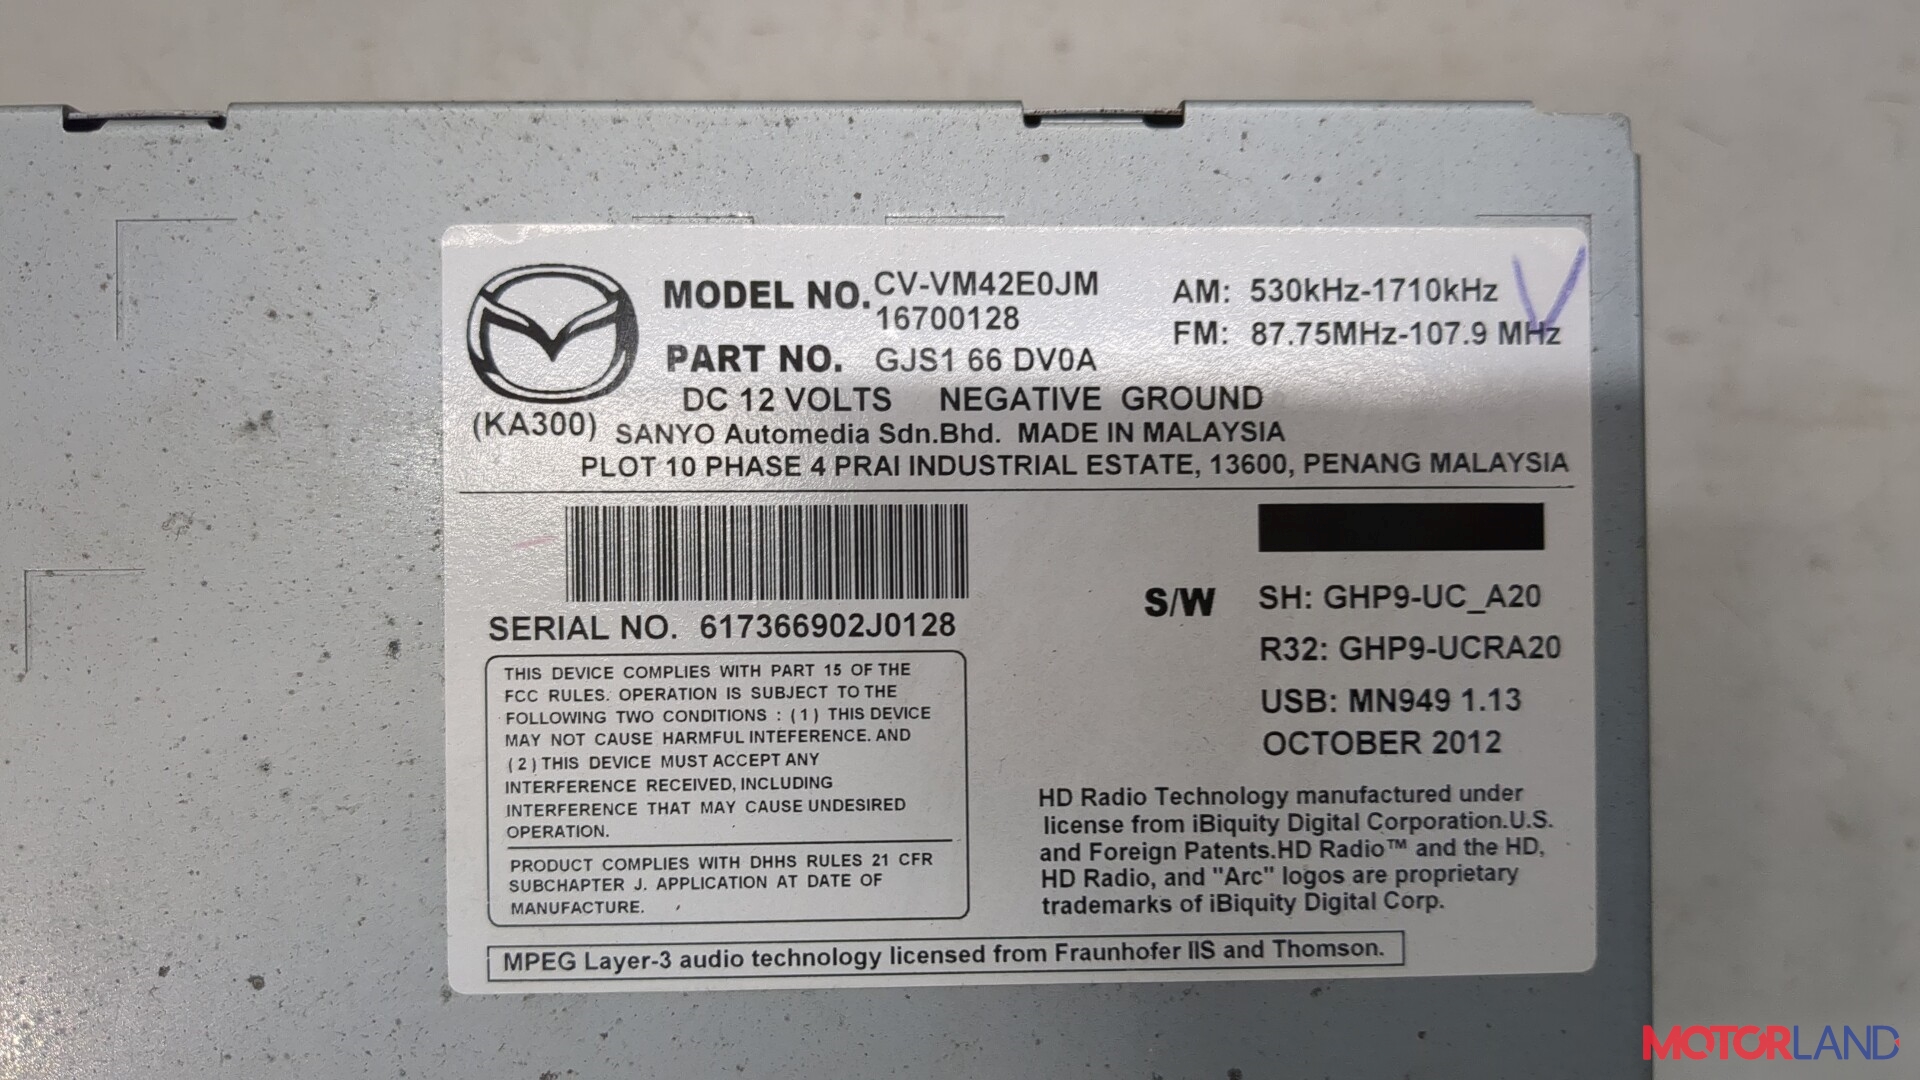 MODEL NO. CV-VM42E0JM
16700128
PART NO. GJS1 66 DV0A
AM: 530kHz-1710kHz
FM: 87.75MHz-107.9 MHz
DC 12 VOLTS NEGATIVE GROUND
(KA300) SANYO Automedia Sdn.Bhd. MADE IN MALAYSIA
PLOT 10 PHASE 4 PRAI INDUSTRIAL ESTATE, 13600, PENANG MALAYSIA
SERIAL NO. 617366902J0128
THIS DEVICE COMPLIES WITH PART 15 OF THE
FCC RULES. OPERATION IS SUBJECT TO THE
FOLLOWING TWO CONDITIONS : (1) THIS DEVICE
MAY NOT CAUSE HARMFUL INTEFERENCE. AND
(2) THIS DEVICE MUST ACCEPT ANY
INTERFERENCE RECEIVED, INCLUDING
INTERFERENCE THAT MAY CAUSE UNDESIRED
OPERATION.
PRODUCT COMPLIES WITH DHHS RULES 21 CFR
SUBCHAPTER J. APPLICATION AT DATE OF
MANUFACTURE.
S/W SH: GHP9-UC_A20
R32: GHP9-UCRA20
USB: MN949 1.13
OCTOBER 2012
HD Radio Technology manufactured under
license from iBiquity Digital Corporation.U.S.
and Foreign Patents.HD Radio™ and the HD,
HD Radio, and "Arc" logos are proprietary
trademarks of iBiquity Digital Corp.
MPEG Layer-3 audio technology licensed from Fraunhofer IIS and Thomson.
MOTORLAND